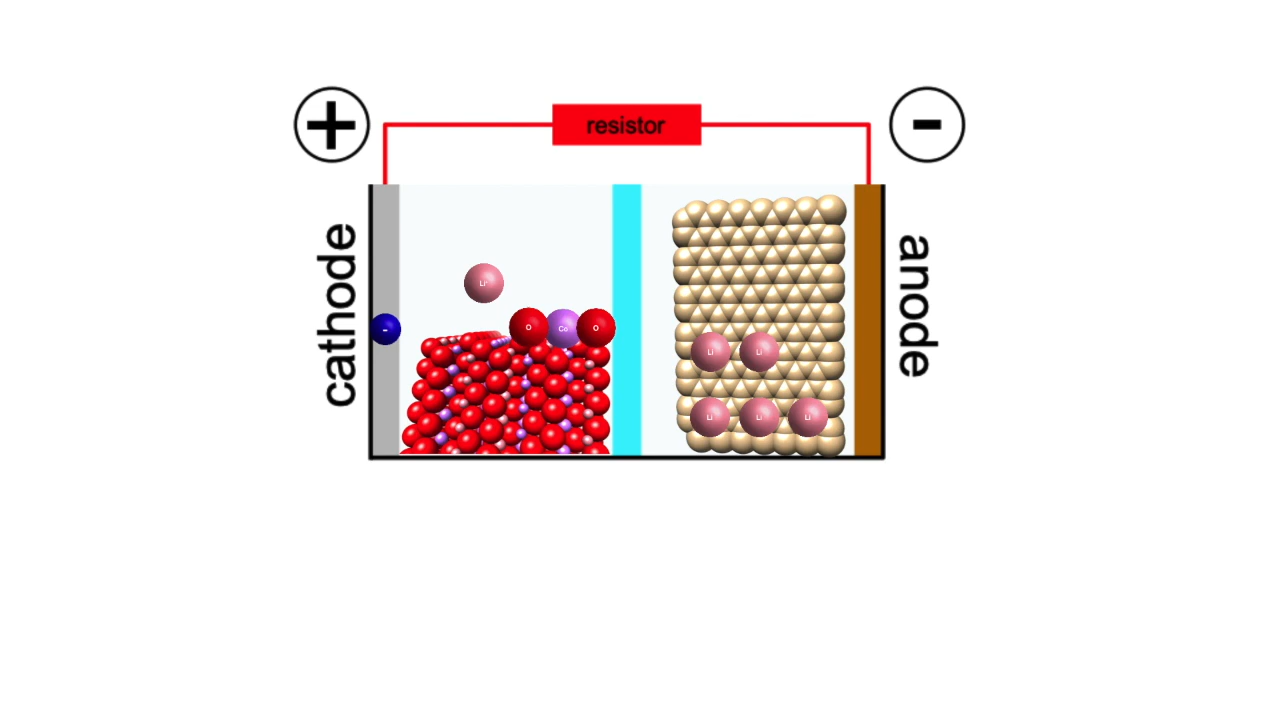 +
-
resistor
cathode
anode
Li⁺
-
O
Co
O
Li
Li
Li
Li
Li